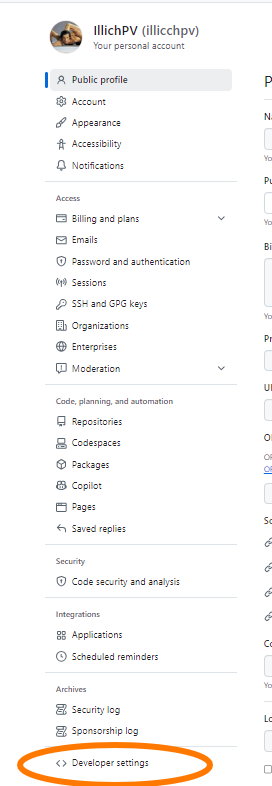 IllichPV (illicchpv)
Your personal account
Public profile
Account
Appearance
Accessibility
Notifications
Access
Billing and plans
Emails
Password and authentication
Sessions
SSH and GPG keys
Organizations
Enterprises
Moderation
Code, planning, and automation
Repositories
Codespaces
Packages
Copilot
Pages
Saved replies
Security
Code security and analysis
Integrations
Applications
Scheduled reminders
Archives
Security log
Sponsorship log
Developer settings